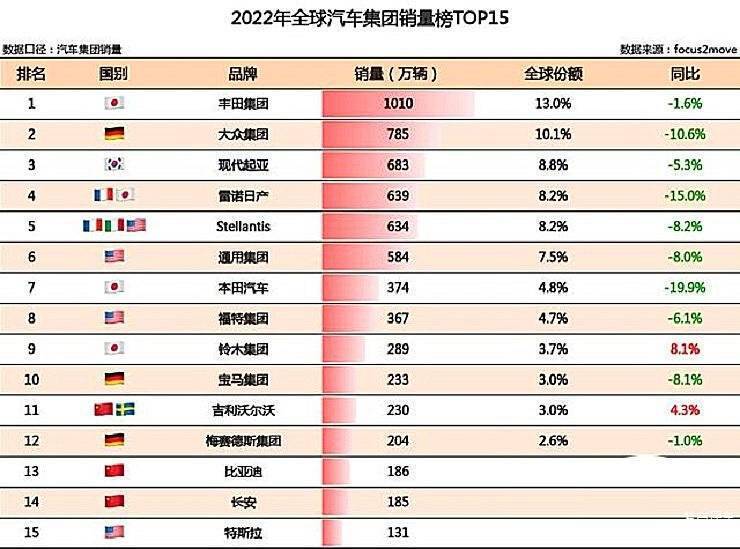 2022年全球汽车集团销量榜TOP15
数据口径：汽车集团销量 数据来源：focus2move
排名 国别 品牌 销量（万辆） 全球份额 同比
1 丰田集团 1010 13.0% -1.6%
2 大众集团 785 10.1% -10.6%
3 现代起亚 683 8.8% -5.3%
4 雷诺日产 639 8.2% -15.0%
5 Stellantis 634 8.2% -8.2%
6 通用集团 584 7.5% -8.0%
7 本田汽车 374 4.8% -19.9%
8 福特集团 367 4.7% -6.1%
9 铃木集团 289 3.7% 8.1%
10 宝马集团 233 3.0% -8.1%
11 吉利沃尔沃 230 3.0% 4.3%
12 梅赛德斯集团 204 2.6% -1.0%
13 比亚迪 186
14 长安 185
15 特斯拉 131